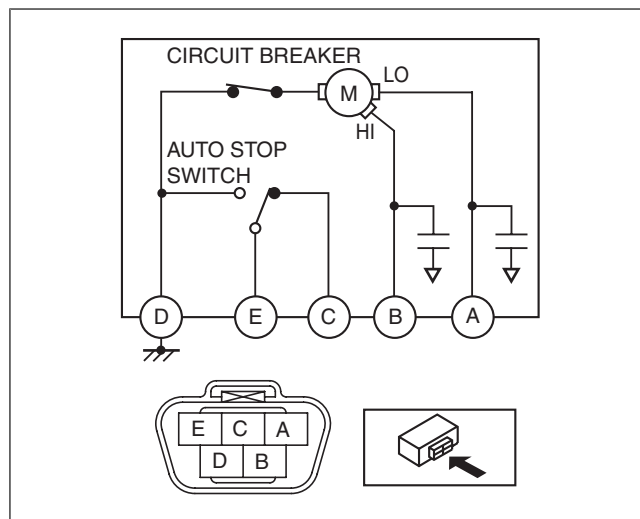 CIRCUIT BREAKER
M
LO
HI
AUTO STOP
SWITCH
D
E
C
B
A
E C A
D B